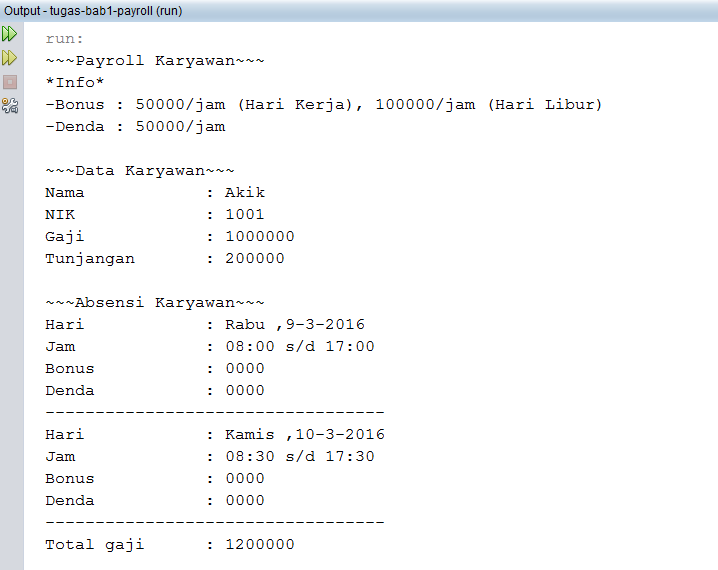 Output - tugas-bab1-payroll (run)
run:
~~~Payroll Karyawan~~~
*Info*
-Bonus : 50000/jam (Hari Kerja), 100000/jam (Hari Libur)
-Denda : 50000/jam
~~~Data Karyawan~~~
Nama : Akik
NIK : 1001
Gaji : 1000000
Tunjangan : 200000
~~~Absensi Karyawan~~~
Hari : Rabu ,9-3-2016
Jam : 08:00 s/d 17:00
Bonus : 0000
Denda : 0000
----------------------------------
Hari : Kamis ,10-3-2016
Jam : 08:30 s/d 17:30
Bonus : 0000
Denda : 0000
----------------------------------
Total gaji : 1200000